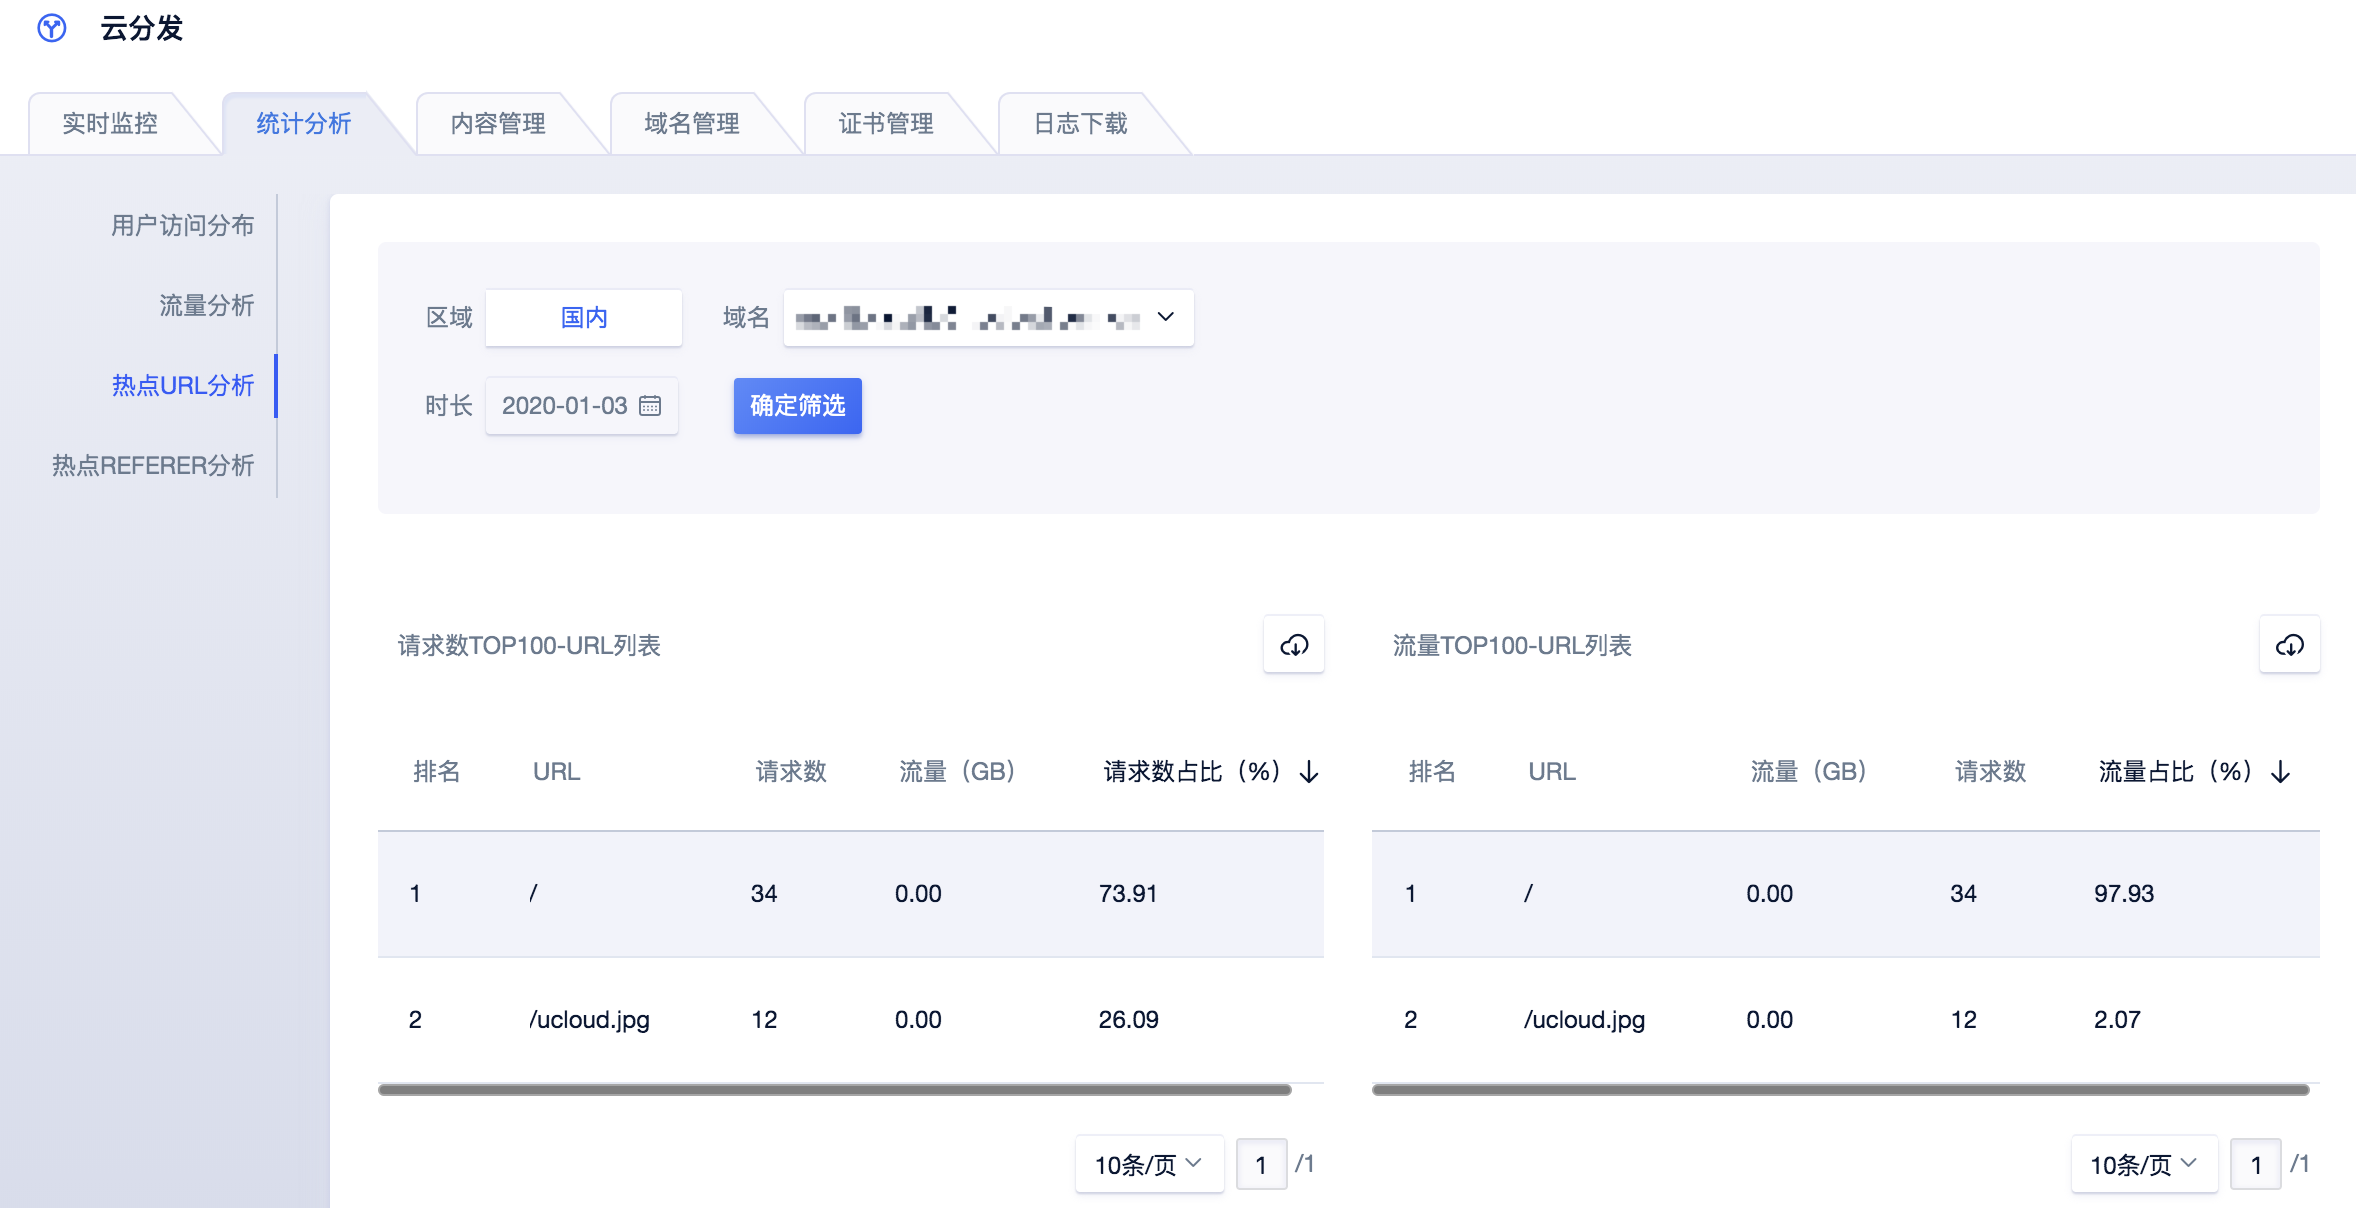 云分发
实时监控 统计分析 内容管理 域名管理 证书管理 日志下载
用户访问分布
流量分析
热点URL分析
热点REFERER分析
区域 国内 域名
时长 2020-01-03 确定筛选
请求数TOP100-URL列表
排名 URL 请求数 流量（GB） 请求数占比（%）
1 / 34 0.00 73.91
2 /ucloud.jpg 12 0.00 26.09
10条/页 1 /1
流量TOP100-URL列表
排名 URL 流量（GB） 请求数 流量占比（%）
1 / 0.00 34 97.93
2 /ucloud.jpg 0.00 12 2.07
10条/页 1 /1